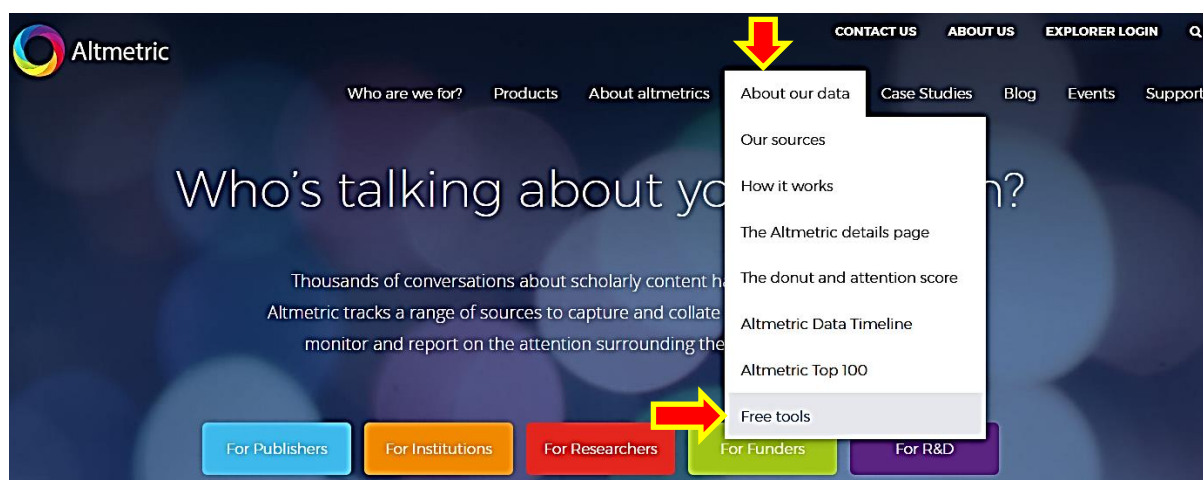 Altmetric
CONTACT US ABOUT US EXPLORER LOGIN
Who are we for? Products About altmetrics About our data Case Studies Blog Events Support
Our sources
How it works
The Altmetric details page
The donut and attention score
Altmetric Data Timeline
Altmetric Top 100
Free tools
Who's talking about yo n?
Thousands of conversations about scholarly content h
Altmetric tracks a range of sources to capture and collate
monitor and report on the attention surrounding the
For Publishers For Institutions For Researchers For Funders For R&D